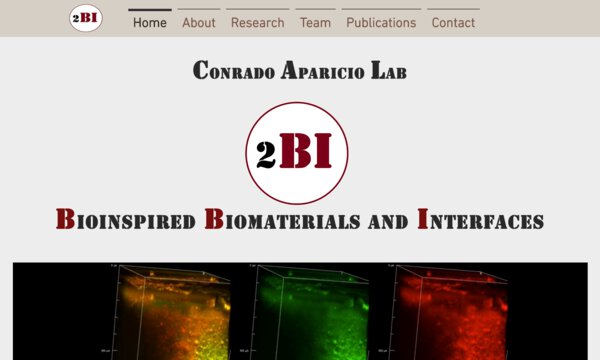 2BI
Home About Research Team Publications Contact
Conrado Aparicio Lab
2BI
Bioinspired Biomaterials and Interfaces